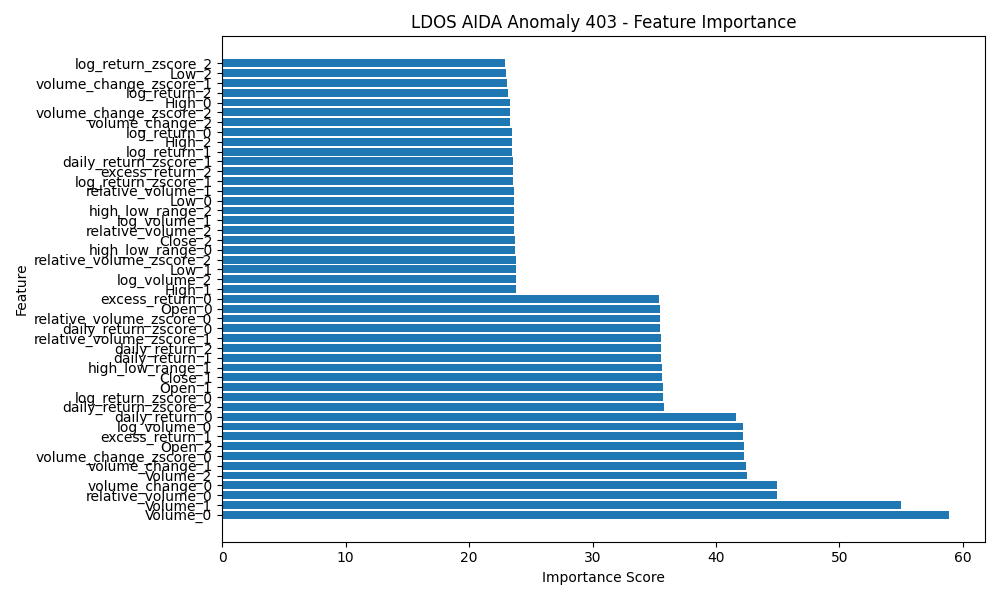 LDOS AIDA Anomaly 403 - Feature Importance
log_return_zscore_2
Low_2
volume_change_zscore_1
log_return_2
High_0
volume_change_zscore_2
volume_change_2
log_return_0
High_2
log_return_1
daily_return_zscore_1
excess_return_2
log_return_zscore_1
relative_volume_1
Low_0
high_low_range_2
log_volume_1
relative_volume_2
Close_2
high_low_range_0
relative_volume_zscore_2
Low_1
log_volume_2
High_1
excess_return_0
Open_0
relative_volume_zscore_0
daily_return_zscore_0
relative_volume_zscore_1
daily_return_2
daily_return_1
high_low_range_1
Close_1
Open_1
log_return_zscore_0
daily_return_zscore_2
daily_return_0
log_volume_0
excess_return_1
Open_2
volume_change_zscore_0
volume_change_1
Volume_2
volume_change_0
relative_volume_0
Volume_1
Volume_0
Feature
0 10 20 30 40 50 60
Importance Score